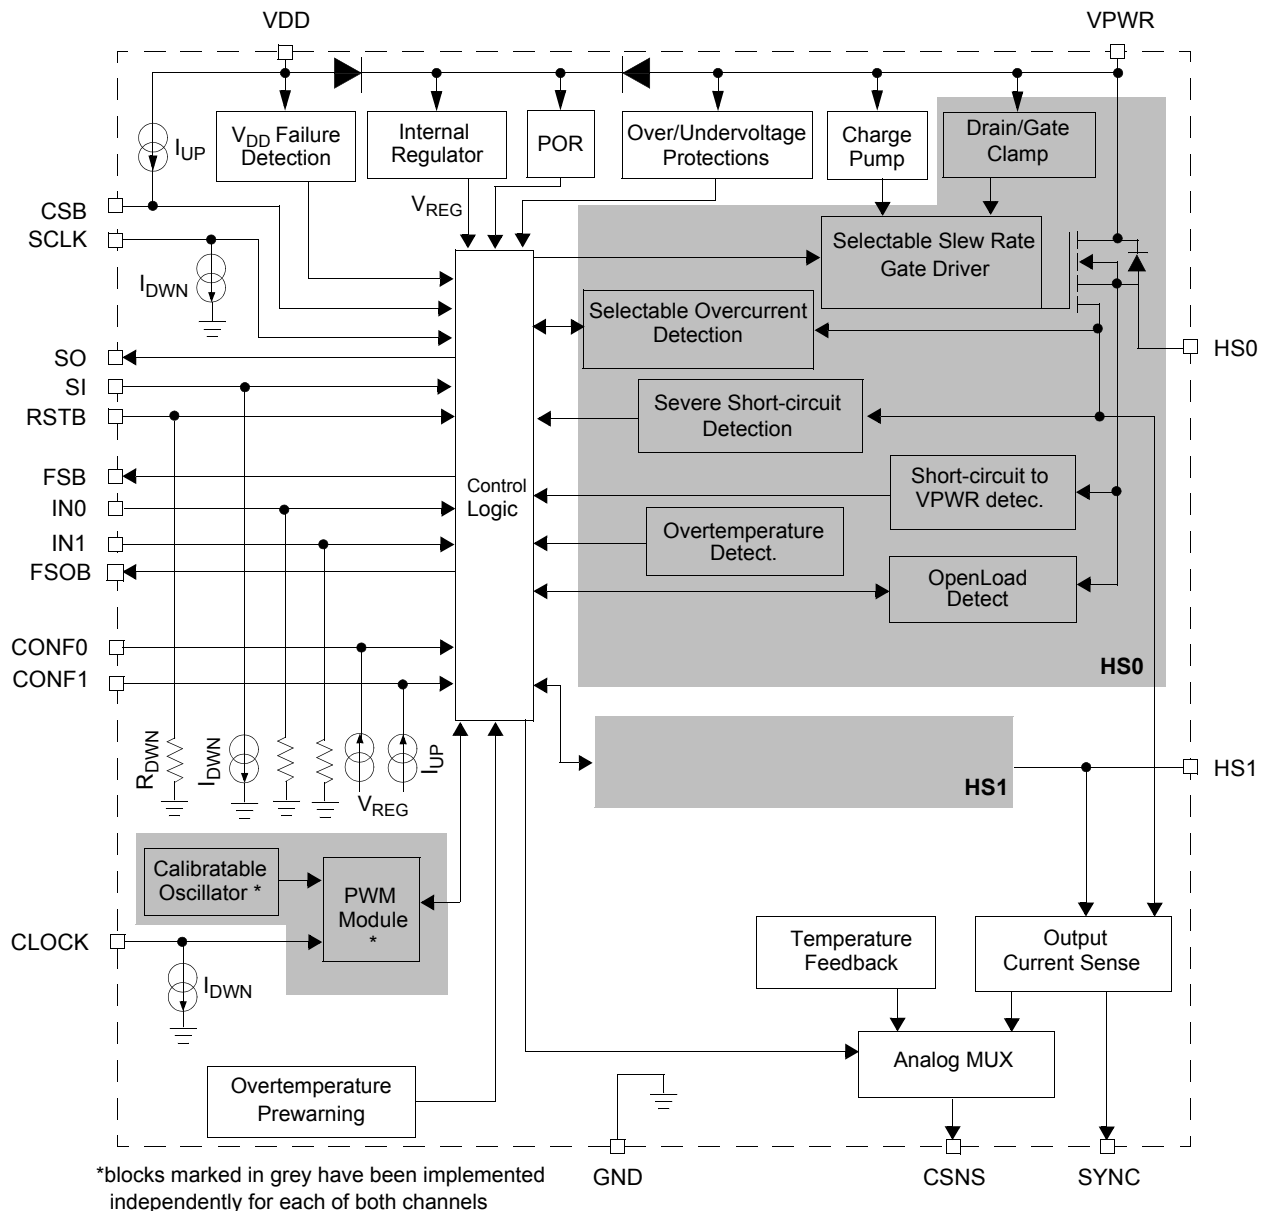 VDD
VPWR
IUP
VDD Failure
Detection
Internal
Regulator
POR
Over/Undervoltage
Protections
Charge
Pump
Drain/Gate
Clamp
VREG
CSB
SCLK
IDWN
Selectable Slew Rate
Gate Driver
Selectable Overcurrent
Detection
SO
HS0
SI
RSTB
Severe Short-circuit
Detection
FSB
IN0
Control
Logic
Short-circuit to
VPWR detec.
IN1
FSOB
Overtemperature
Detect.
OpenLoad
Detect
CONF0
CONF1
HS0
RDWN
IDWN
IUP
VREG
HS1
HS1
Calibratable
Oscillator *
PWM
Module
*
CLOCK
IDWN
Temperature
Feedback
Output
Current Sense
Analog MUX
Overtemperature
Prewarning
GND
CSNS
SYNC
*blocks marked in grey have been implemented
independently for each of both channels